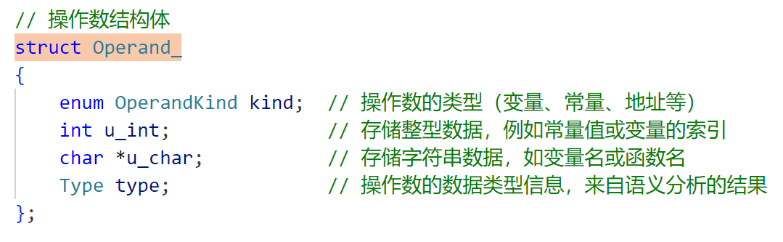 // 操作数结构体
struct Operand_
{
    enum OperandKind kind;  // 操作数的类型（变量、常量、地址等）
    int u_int;              // 存储整型数据，例如常量值或变量的索引
    char *u_char;           // 存储字符串数据，如变量名或函数名
    Type type;              // 操作数的数据类型信息，来自语义分析的结果
};